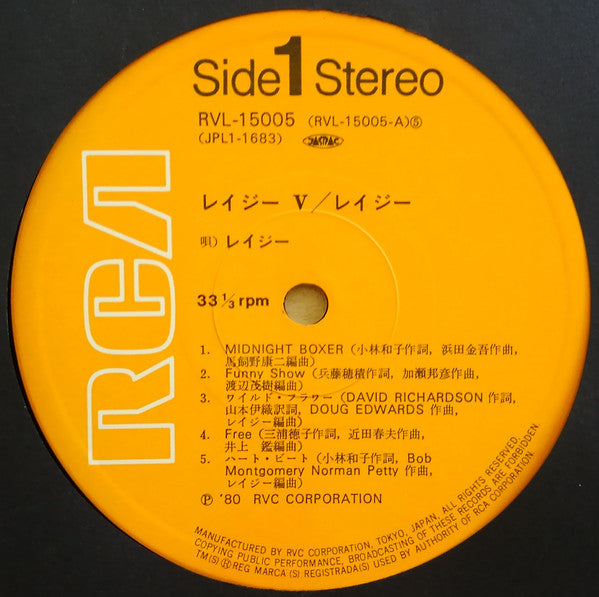 Side 1 Stereo
RVL-15005 (RVL-15005-A)Ⓢ
(JPL1-1683) JASRAC
レイジー V／レイジー
唄）レイジー
33 ⅓ rpm
1. MIDNIGHT BOXER（小林和子作詞, 浜田金吾作曲,
馬飼野康二編曲）
2. Funny Show（兵藤穂積作詞, 加瀬邦彦作曲,
渡辺茂樹編曲）
3. ワイルド・フラワー（DAVID RICHARDSON 作詞,
山本伊織訳詞, DOUG EDWARDS 作曲,
レイジー編曲）
4. Free（三浦徳子作詞, 近田春夫作曲,
井上 鑑編曲）
5. ハート・ビート（小林和子作詞, Bob
Montgomery Norman Petty 作曲,
レイジー編曲）
Ⓟ '80 RVC CORPORATION
RCA
MANUFACTURED BY RVC CORPORATION, TOKYO, JAPAN, ALL RIGHTS RESERVED.
COPYING PUBLIC PERFORMANCE, BROADCASTING OF THESE RECORDS ARE FORBIDDEN.
TM(S)®REG MARCA(S) REGISTRADA(S) USED BY AUTHORITY OF RCA CORPORATION.